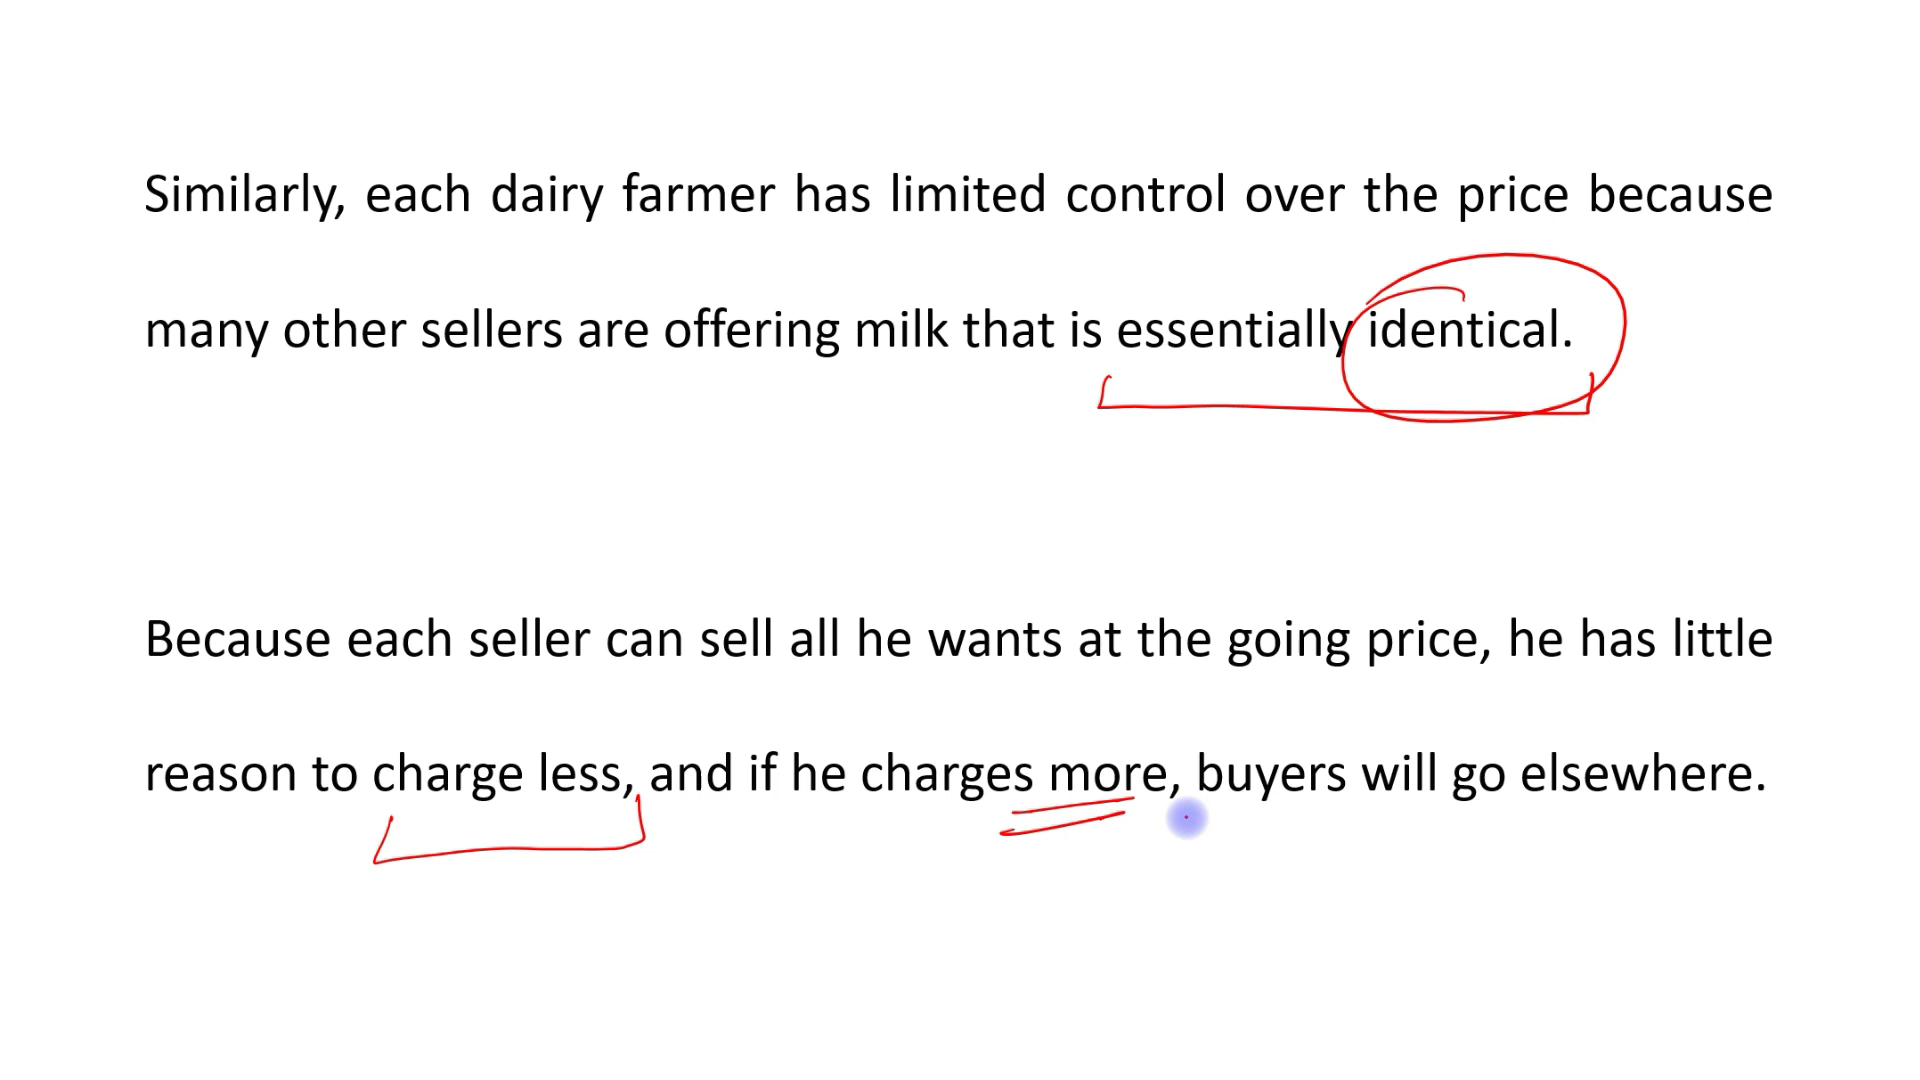 Similarly, each dairy farmer has limited control over the price because
many other sellers are offering milk that is essentially identical.
Because each seller can sell all he wants at the going price, he has little
reason to charge less, and if he charges more, buyers will go elsewhere.